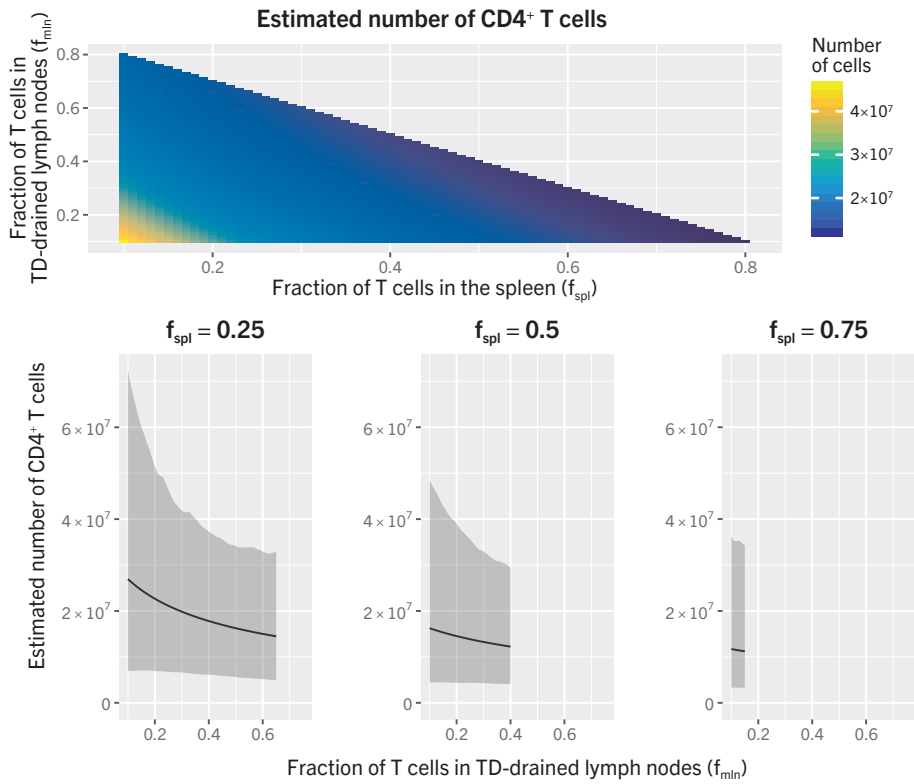 Estimated number of CD4⁺ T cells
Fraction of T cells in
TD-drained lymph nodes (fₘₗₙ)
0.8
0.6
0.4
0.2
0.2
0.4
0.6
0.8
Fraction of T cells in the spleen (fₛₚₗ)
Number
of cells
4×10⁷
3×10⁷
2×10⁷
fₛₚₗ = 0.25
fₛₚₗ = 0.5
fₛₚₗ = 0.75
Estimated number of CD4⁺ T cells
6×10⁷
4×10⁷
2×10⁷
0
0.2
0.4
0.6
6×10⁷
4×10⁷
2×10⁷
0
0.2
0.4
0.6
6×10⁷
4×10⁷
2×10⁷
0
0.2
0.4
0.6
Fraction of T cells in TD-drained lymph nodes (fₘₗₙ)